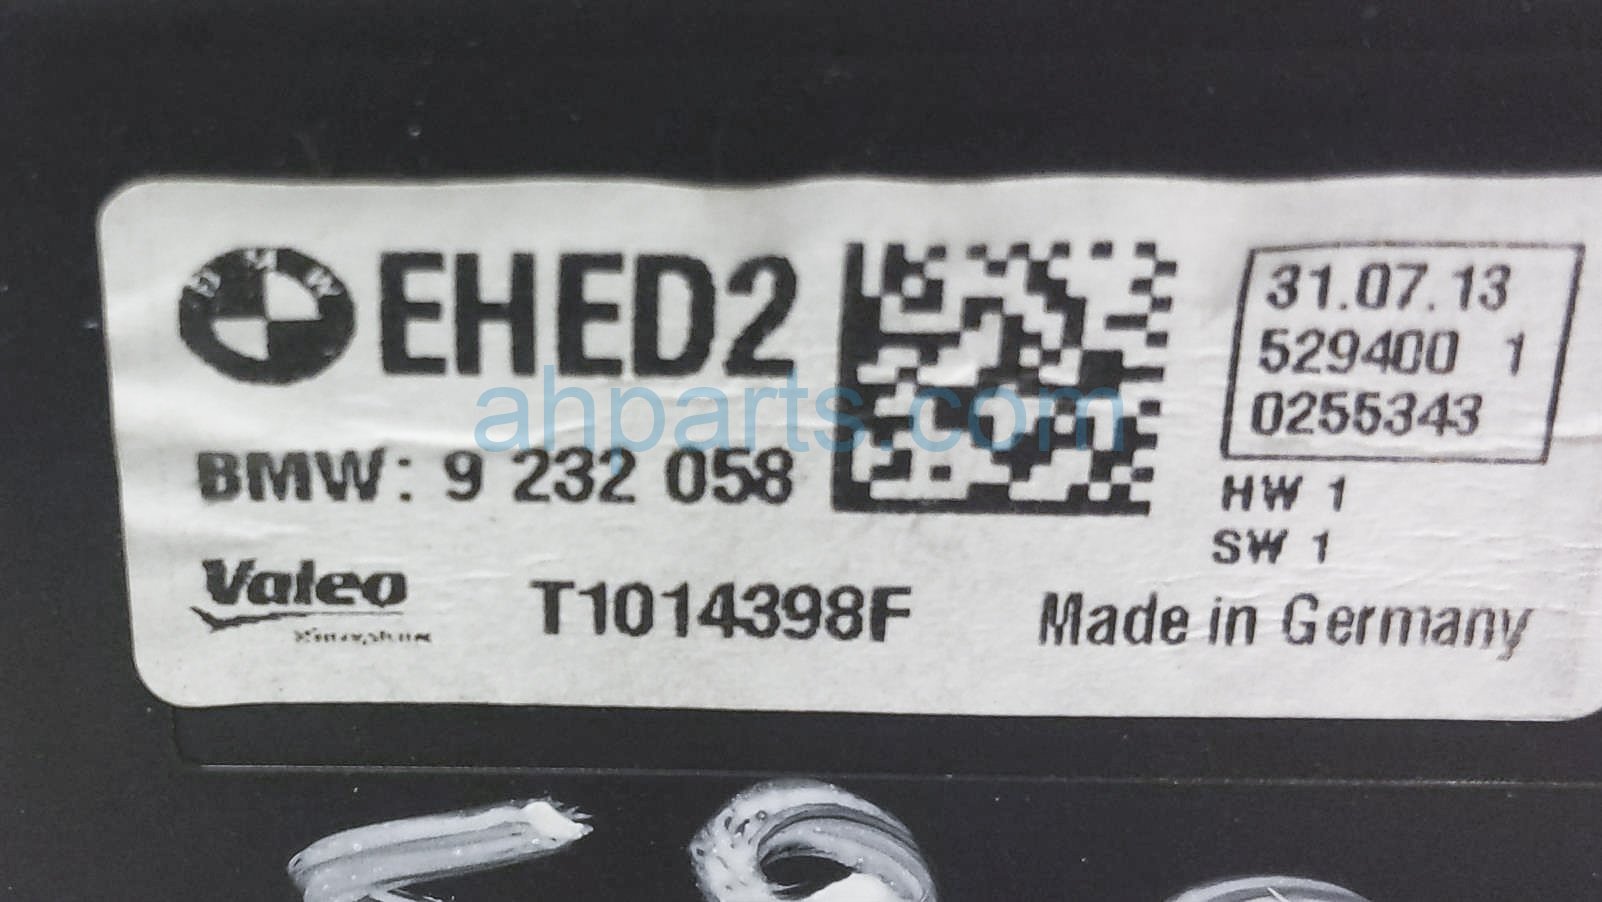 BMW
EHED2
31.07.13
529400 1
0255343
ahparts.com
BMW: 9 232 058
HW 1
SW 1
Valeo
T1014398F
Made in Germany